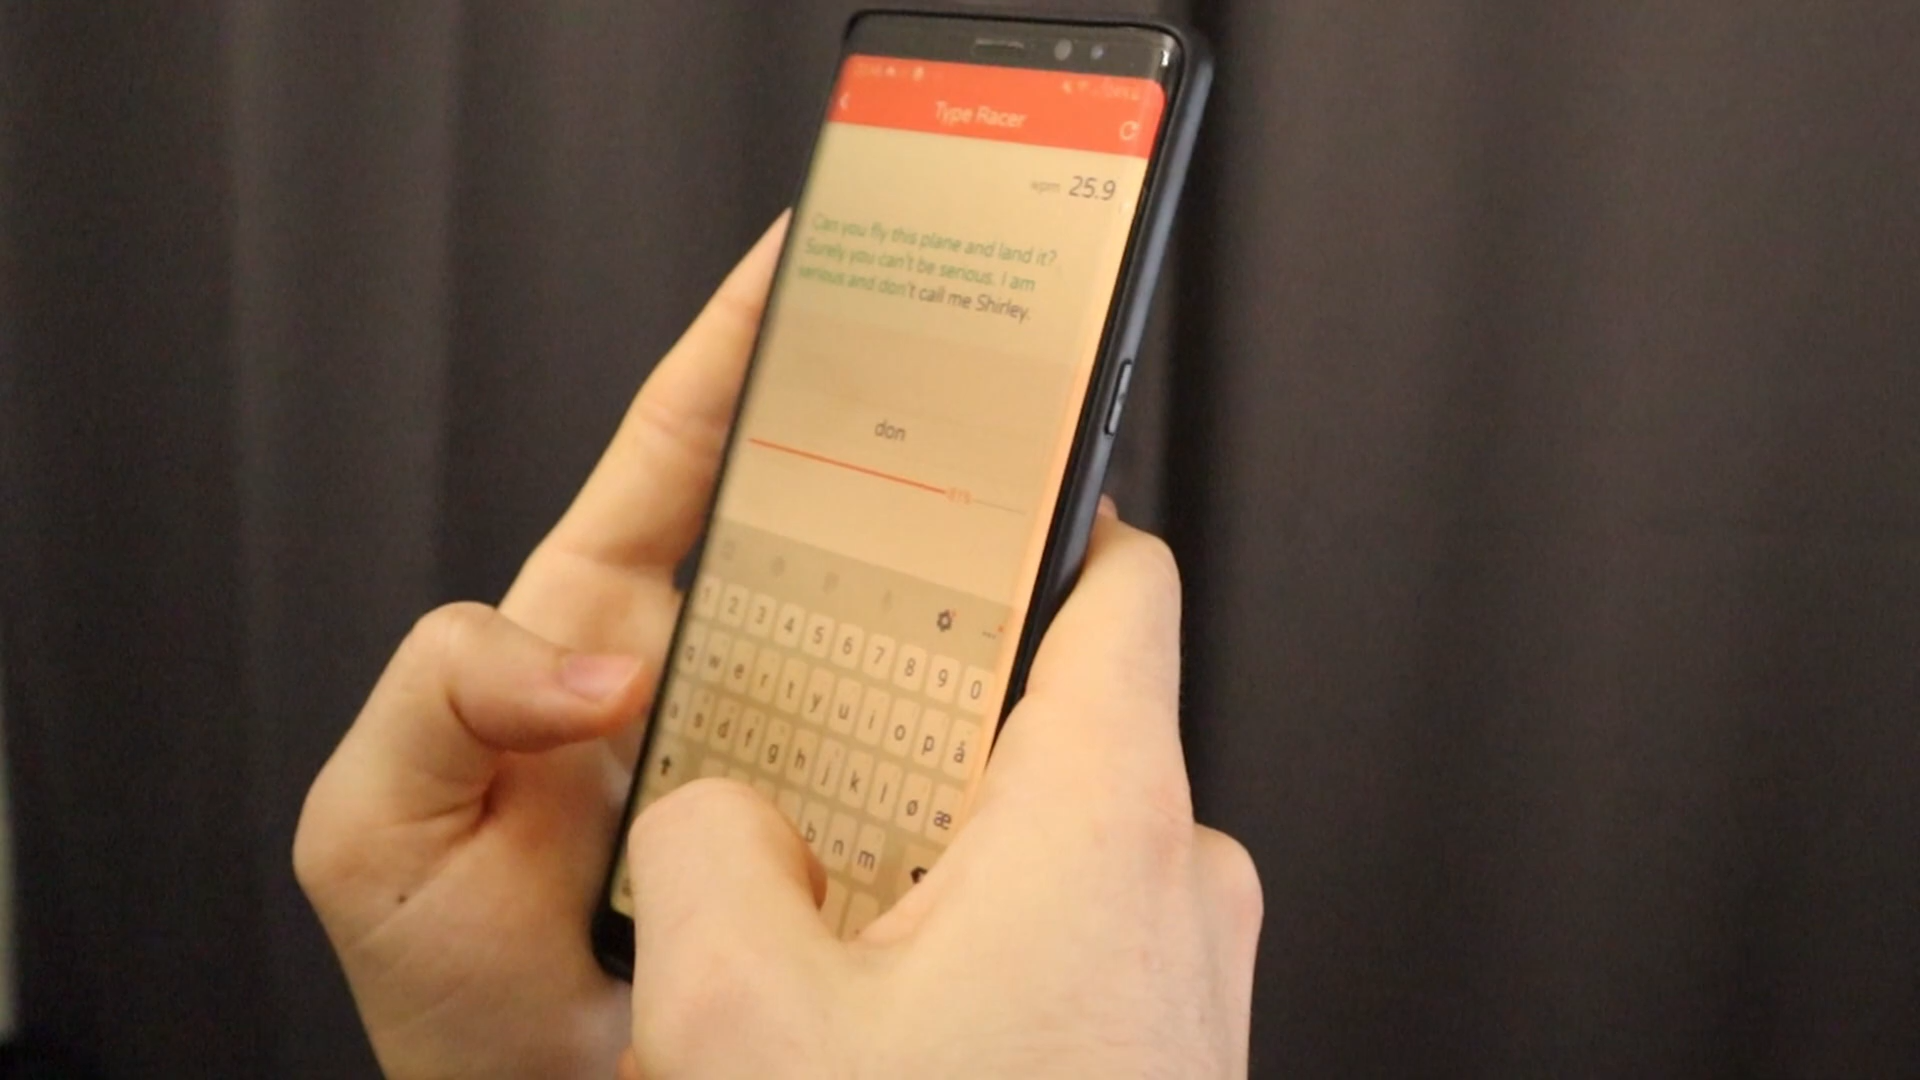 Type Racer
wpm 25.9
Can you fly this plane and land it?
Surely you can't be serious. I am
serious and don't call me Shirley.
don
81%
1 2 3 4 5 6 7 8 9 0
q w e r t y u i o p å
a s d f g h j k l ø æ
b n m